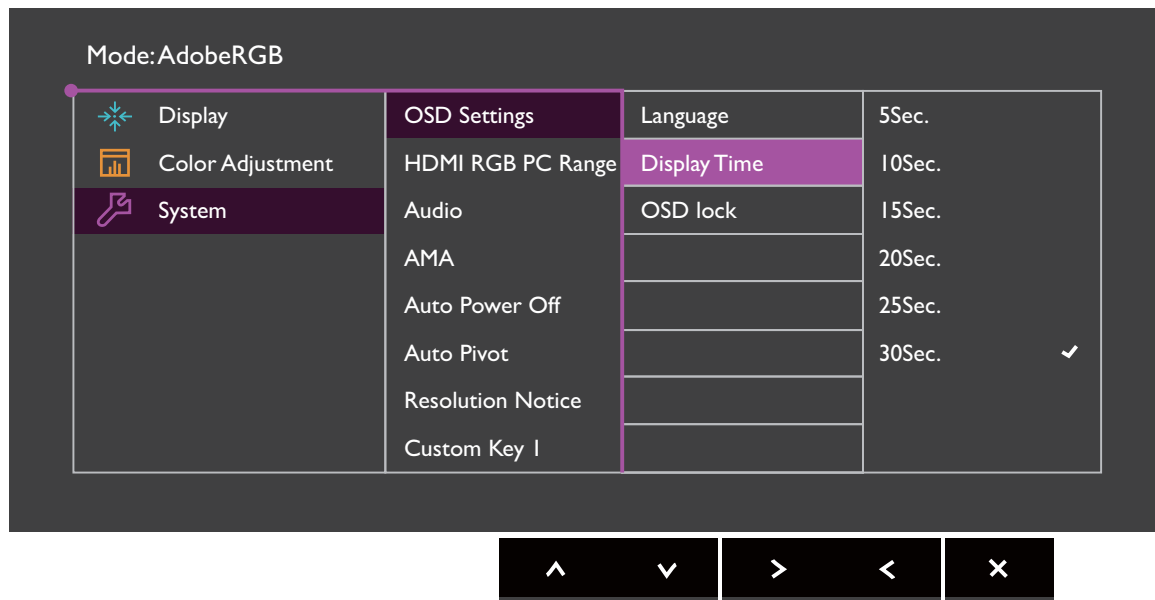 Mode: AdobeRGB
Display
Color Adjustment
System
OSD Settings
HDMI RGB PC Range
Audio
AMA
Auto Power Off
Auto Pivot
Resolution Notice
Custom Key 1
Language
Display Time
OSD lock
5Sec.
10Sec.
15Sec.
20Sec.
25Sec.
30Sec.